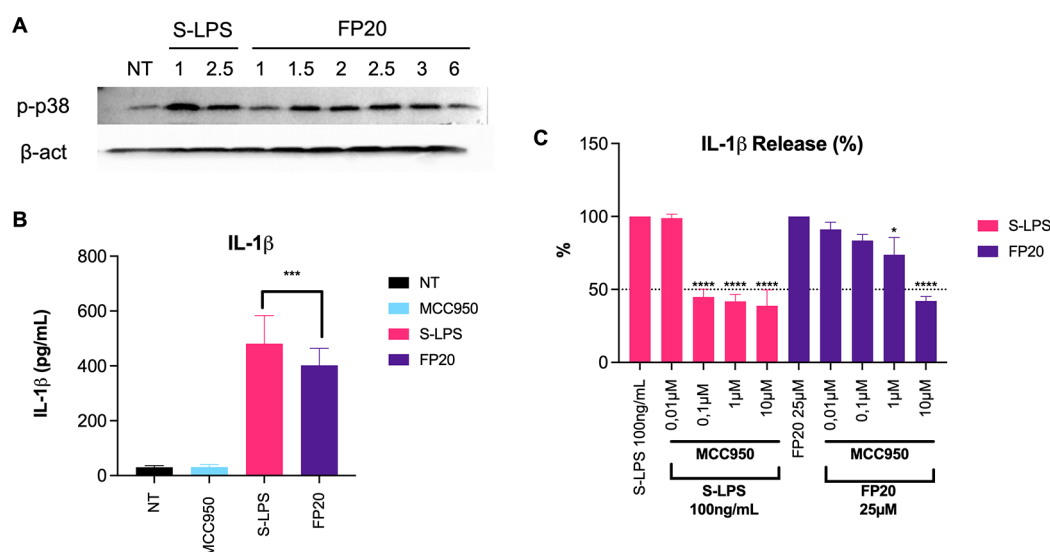 A
S-LPS FP20
NT 1 2.5 1 1.5 2 2.5 3 6
p-p38
β-act
B
IL-1β
800
600
400
200
0
IL-1β (pg/mL)
***
NT
MCC950
S-LPS
FP20
NT
MCC950
S-LPS
FP20
C
IL-1β Release (%)
150
100
50
0
%
**** **** **** * ****
S-LPS
FP20
S-LPS 100ng/mL
0,01µM
0,1µM
1µM
10µM
FP20 25µM
0,01µM
0,1µM
1µM
10µM
MCC950 MCC950
S-LPS FP20
100ng/mL 25µM